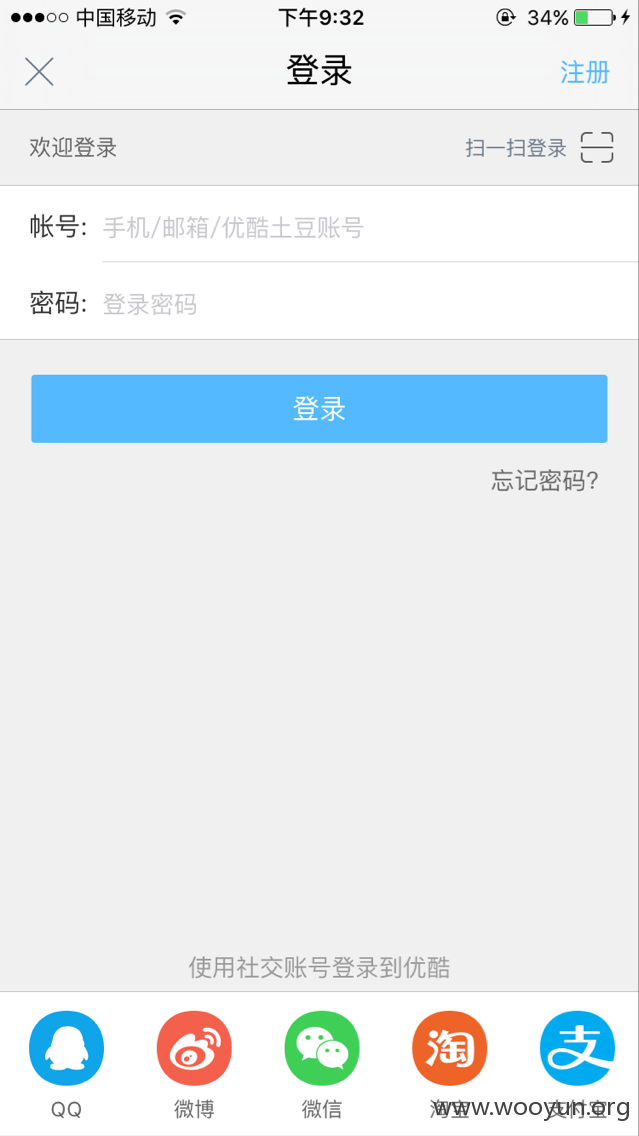 中国移动 下午9:32 34%
登录 注册
欢迎登录 扫一扫登录
帐号: 手机/邮箱/优酷土豆账号
密码: 登录密码
登录
忘记密码?
使用社交账号登录到优酷
淘 支
QQ 微博 微信 淘宝 支付宝
www.wooyun.org